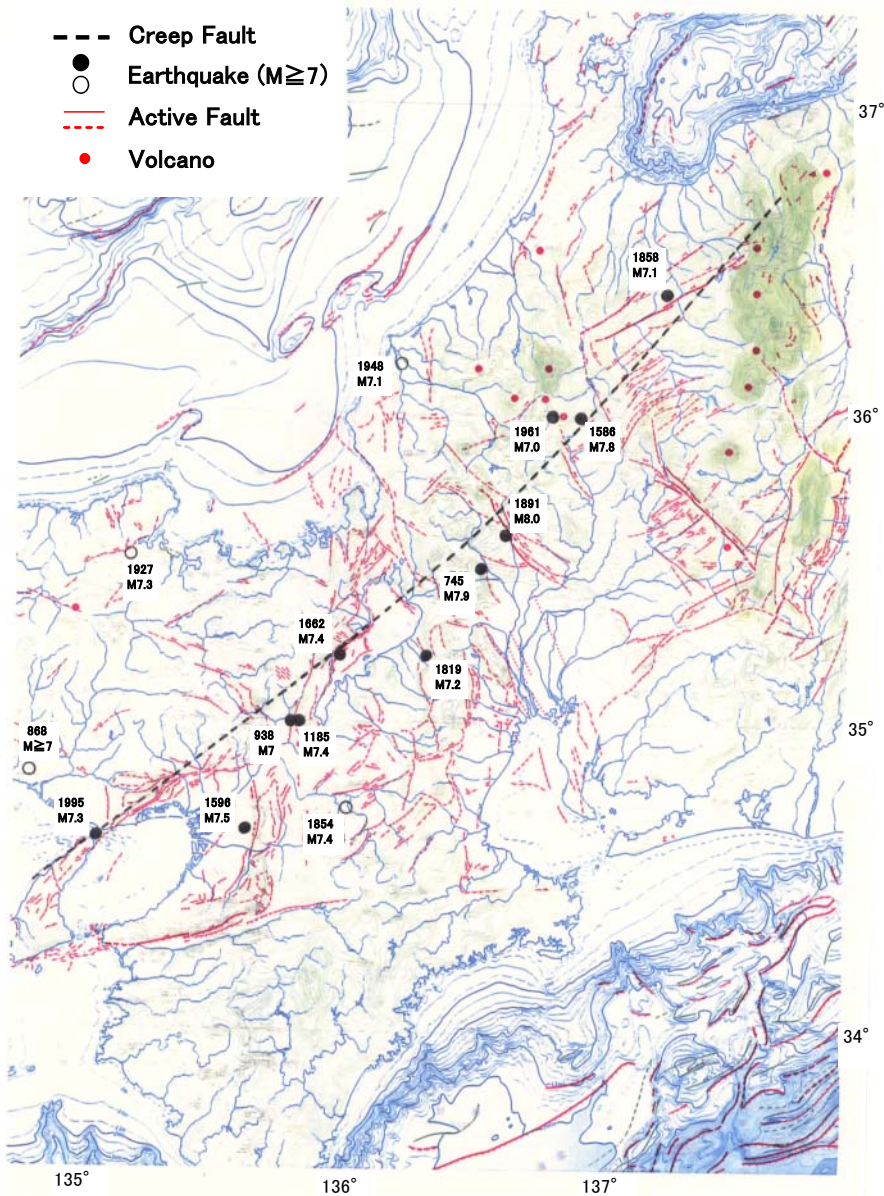 Creep Fault
Earthquake (M≧7)
Active Fault
Volcano
37°
1858
M7.1
1948
M7.1
36°
1961
M7.0
1586
M7.8
1891
M8.0
745
M7.9
1927
M7.3
1662
M7.4
1819
M7.2
868
M≧7
938
M7
1185
M7.4
35°
1995
M7.3
1596
M7.5
1854
M7.4
34°
135°
136°
137°